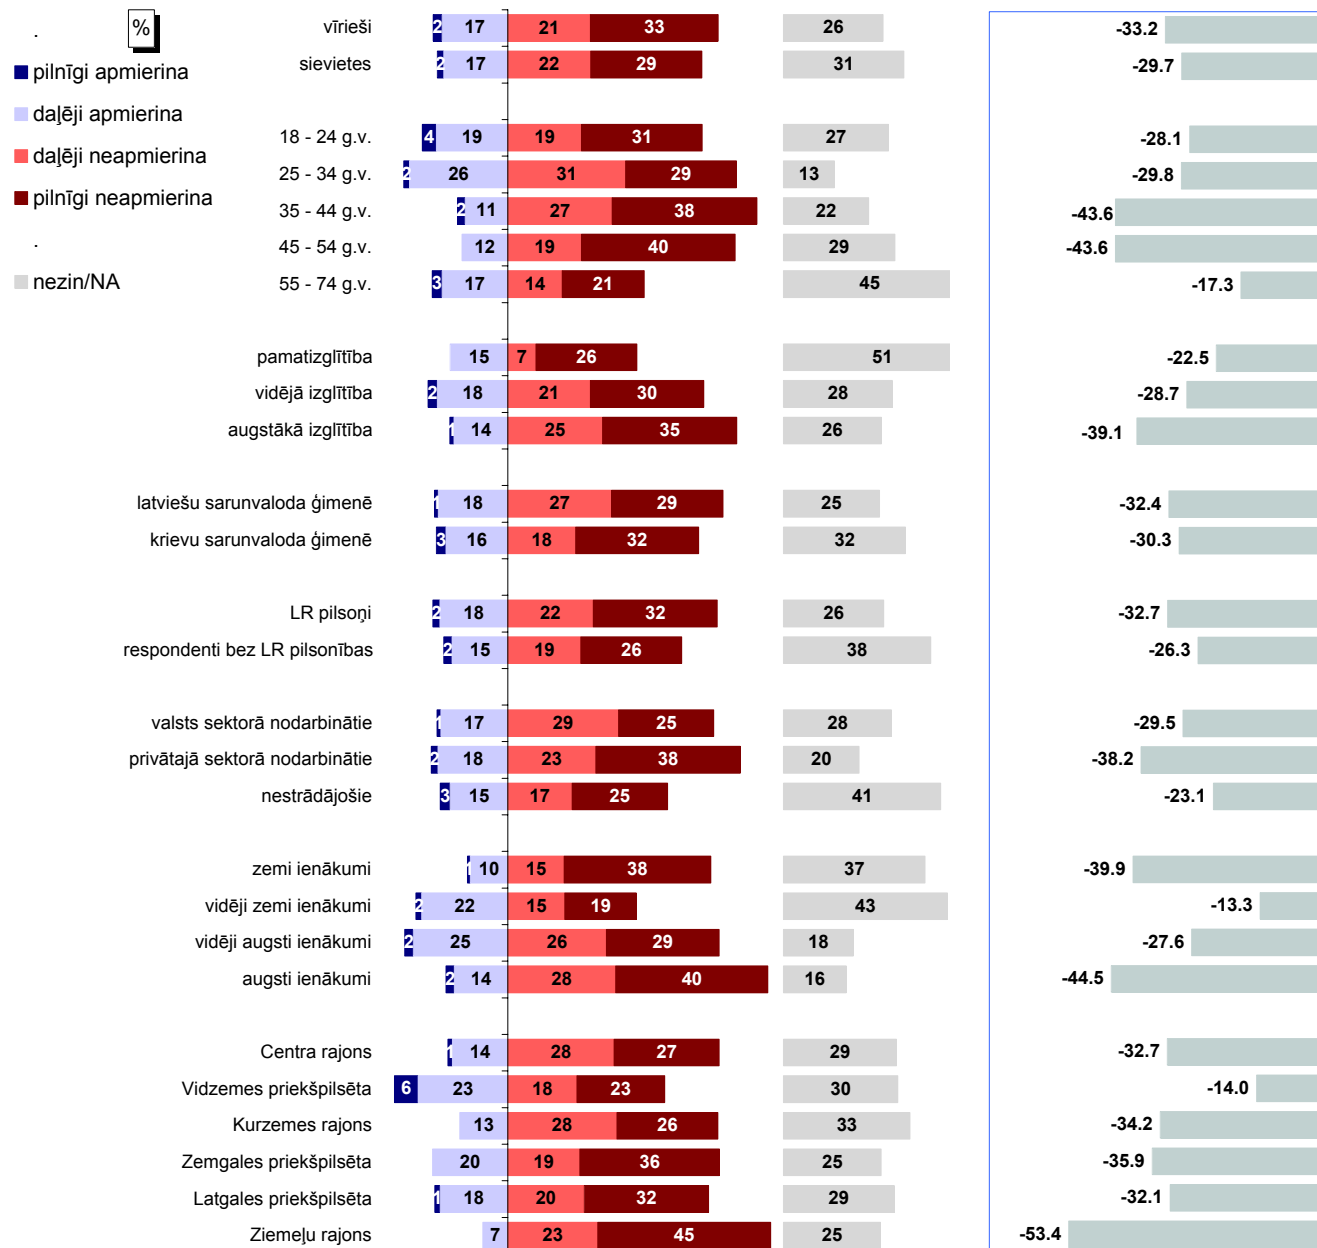 . % vīrieši 2 17 21 33 26 -33.2
pilnīgi apmierina sievietes 2 17 22 29 31 -29.7
daļēji apmierina
18 - 24 g.v. 4 19 19 31 27 -28.1
daļēji neapmierina
25 - 34 g.v. 2 26 31 29 13 -29.8
pilnīgi neapmierina
35 - 44 g.v. 2 11 27 38 22 -43.6
. 45 - 54 g.v. 12 19 40 29 -43.6
nezin/NA 55 - 74 g.v. 3 17 14 21 45 -17.3
pamatizglītība 15 7 26 51 -22.5
vidējā izglītība 2 18 21 30 28 -28.7
augstākā izglītība 1 14 25 35 26 -39.1
latviešu sarunvaloda ģimenē 1 18 27 29 25 -32.4
krievu sarunvaloda ģimenē 3 16 18 32 32 -30.3
LR pilsoņi 2 18 22 32 26 -32.7
respondenti bez LR pilsonības 2 15 19 26 38 -26.3
valsts sektorā nodarbinātie 1 17 29 25 28 -29.5
privātajā sektorā nodarbinātie 2 18 23 38 20 -38.2
nestrādājošie 3 15 17 25 41 -23.1
zemi ienākumi 1 10 15 38 37 -39.9
vidēji zemi ienākumi 2 22 15 19 43 -13.3
vidēji augsti ienākumi 2 25 26 29 18 -27.6
augsti ienākumi 2 14 28 40 16 -44.5
Centra rajons 1 14 28 27 29 -32.7
Vidzemes priekšpilsēta 6 23 18 23 30 -14.0
Kurzemes rajons 13 28 26 33 -34.2
Zemgales priekšpilsēta 20 19 36 25 -35.9
Latgales priekšpilsēta 1 18 20 32 29 -32.1
Ziemeļu rajons 7 23 45 25 -53.4